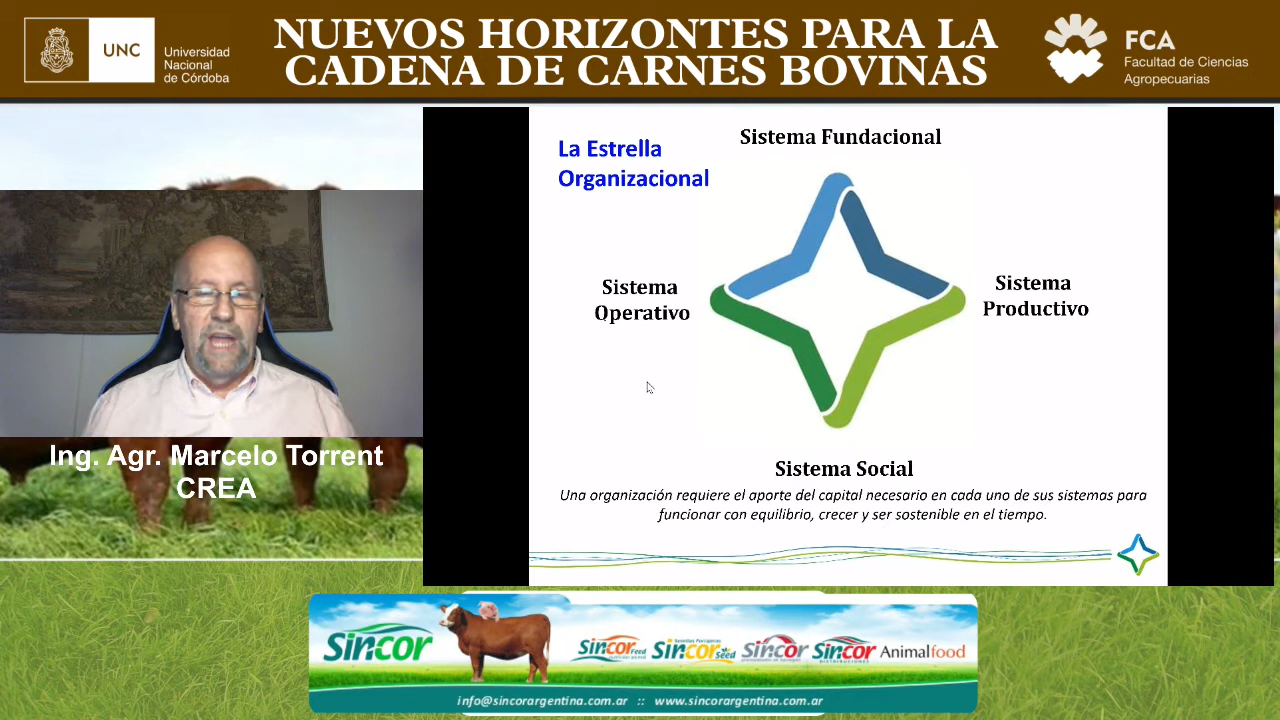 UNC
Universidad
Nacional
de Córdoba
NUEVOS HORIZONTES PARA LA
CADENA DE CARNES BOVINAS
FCA
Facultad de Ciencias
Agropecuarias
La Estrella
Organizacional
Sistema Fundacional
Sistema
Operativo
Sistema
Productivo
Sistema Social
Una organización requiere el aporte del capital necesario en cada uno de sus sistemas para
funcionar con equilibrio, crecer y ser sostenible en el tiempo.
Ing. Agr. Marcelo Torrent
CREA
Sincor
Sincor Feed
Sincor Seed
Sincor
Sincor
DISTRIBUCIONES
Animalfood
info@sincorargentina.com.ar :: www.sincorargentina.com.ar